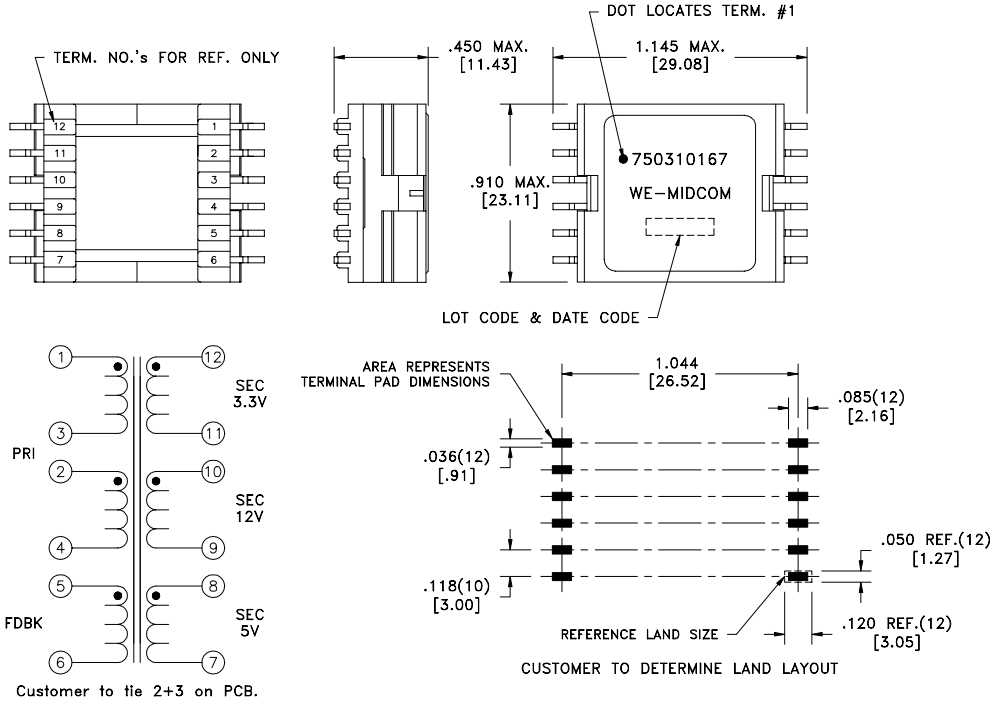 DOT LOCATES TERM. #1
TERM. NO.'s FOR REF. ONLY
.450 MAX.
[11.43]
1.145 MAX.
[29.08]
12
11
10
9
8
7
1
2
3
4
5
6
.910 MAX.
[23.11]
750310167
WE-MIDCOM
LOT CODE & DATE CODE
1
3
PRI
2
4
5
FDBK
6
12
SEC
3.3V
11
10
SEC
12V
9
8
SEC
5V
7
Customer to tie 2+3 on PCB.
AREA REPRESENTS
TERMINAL PAD DIMENSIONS
1.044
[26.52]
.085(12)
[2.16]
.036(12)
[.91]
.118(10)
[3.00]
.050 REF.(12)
[1.27]
.120 REF.(12)
[3.05]
REFERENCE LAND SIZE
CUSTOMER TO DETERMINE LAND LAYOUT